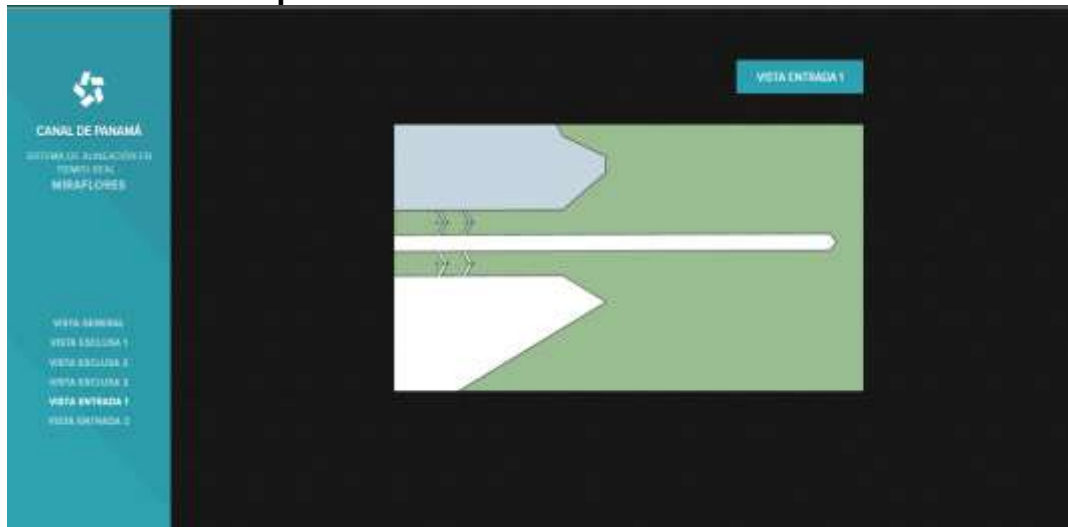 CANAL DE PANAMÁ
SISTEMA DE ALINEACIÓN EN
TIEMPO REAL
MIRAFLORES
VISTA GENERAL
VISTA ESCLUSA 1
VISTA ESCLUSA 2
VISTA ESCLUSA 3
VISTA ENTRADA 1
VISTA ENTRADA 2
VISTA ENTRADA 1